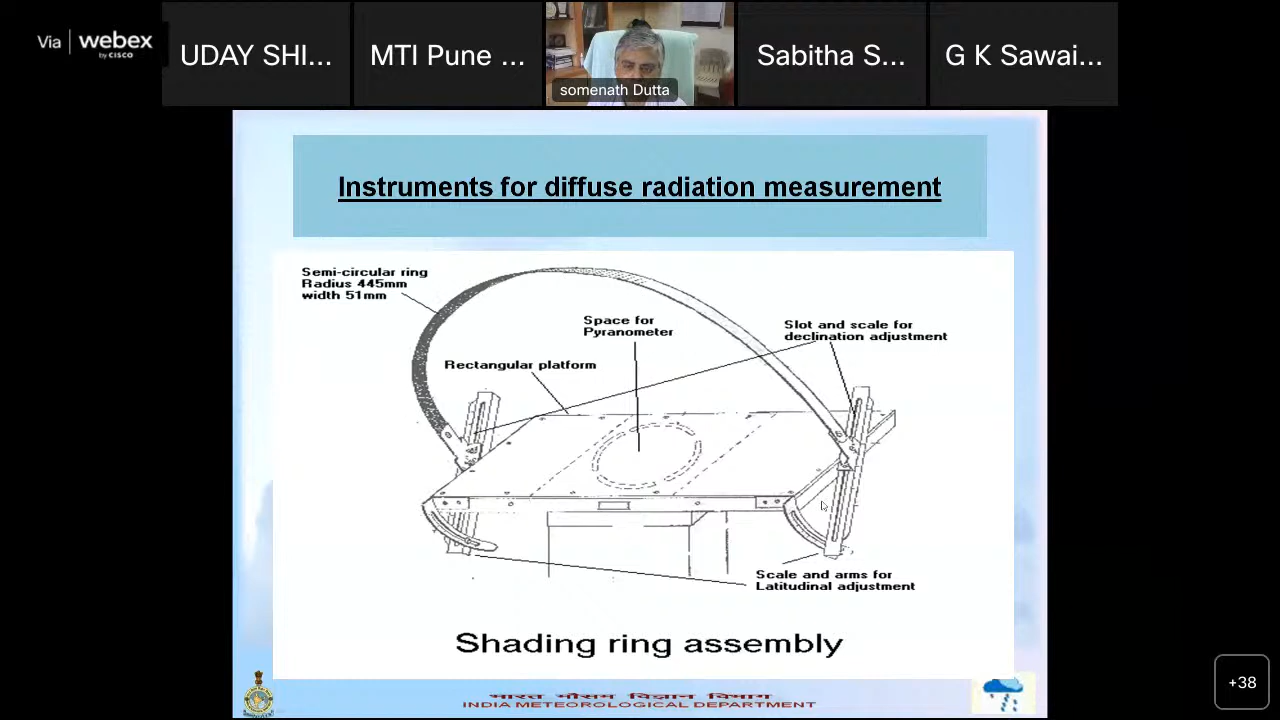 Via webex
by CISCO
UDAY SHI...
MTI Pune ...
somenath Dutta
Sabitha S...
G K Sawai...
Instruments for diffuse radiation measurement
Semi-circular ring
Radius 445mm
width 51mm
Space for
Pyranometer
Slot and scale for
declination adjustment
Rectangular platform
Scale and arms for
Latitudinal adjustment
Shading ring assembly
भारत मौसम विज्ञान विभाग
INDIA METEOROLOGICAL DEPARTMENT
+38